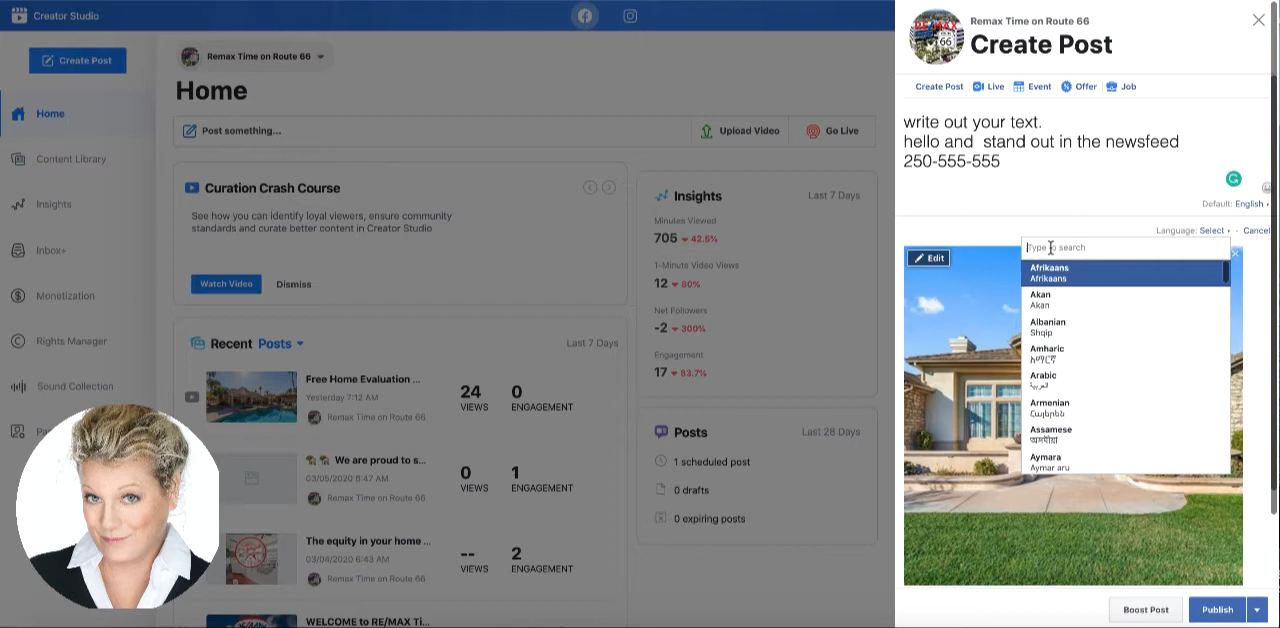 Creator Studio
Create Post
Home
Content Library
Insights
Inbox+
Monetization
Rights Manager
Sound Collection
Remax Time on Route 66
Home
Post something...
Upload Video
Go Live
Curation Crash Course
See how you can identify loyal viewers, ensure community
standards and curate better content in Creator Studio
Watch Video
Dismiss
Recent Posts
Last 7 Days
Free Home Evaluation ...
Yesterday 7:12 AM
Remax Time on Route 66
24
VIEWS
0
ENGAGEMENT
We are proud to s...
03/05/2020 8:47 AM
Remax Time on Route 66
0
VIEWS
1
ENGAGEMENT
The equity in your home ...
03/04/2020 6:43 AM
Remax Time on Route 66
--
VIEWS
2
ENGAGEMENT
WELCOME to RE/MAX Ti...
Insights
Last 7 Days
Minutes Viewed
705 42.5%
1-Minute Video Views
12 80%
Net Followers
-2 300%
Engagement
17 83.7%
Posts
Last 28 Days
1 scheduled post
0 drafts
0 expiring posts
RE/MAX
66
Remax Time on Route 66
Create Post
Create Post
Live
Event
Offer
Job
write out your text.
hello and stand out in the newsfeed
250-555-555
Default: English
Language: Select · Cancel
Edit
Type to search
Afrikaans
Afrikaans
Akan
Akan
Albanian
Shqip
Amharic
አማርኛ
Arabic
العربية
Armenian
Հայերեն
Assamese
অসমীয়া
Aymara
Aymar aru
Boost Post
Publish